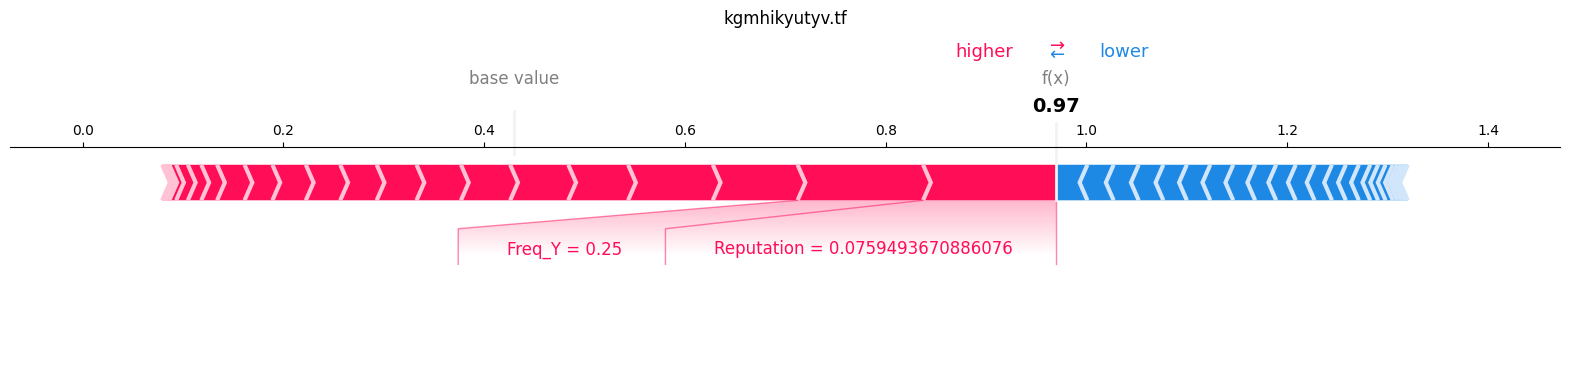 kgmhikyutyv.tf
higher → ← lower
base value f(x)
0.97
0.0 0.2 0.4 0.6 0.8 1.0 1.2 1.4
Freq_Y = 0.25 Reputation = 0.0759493670886076